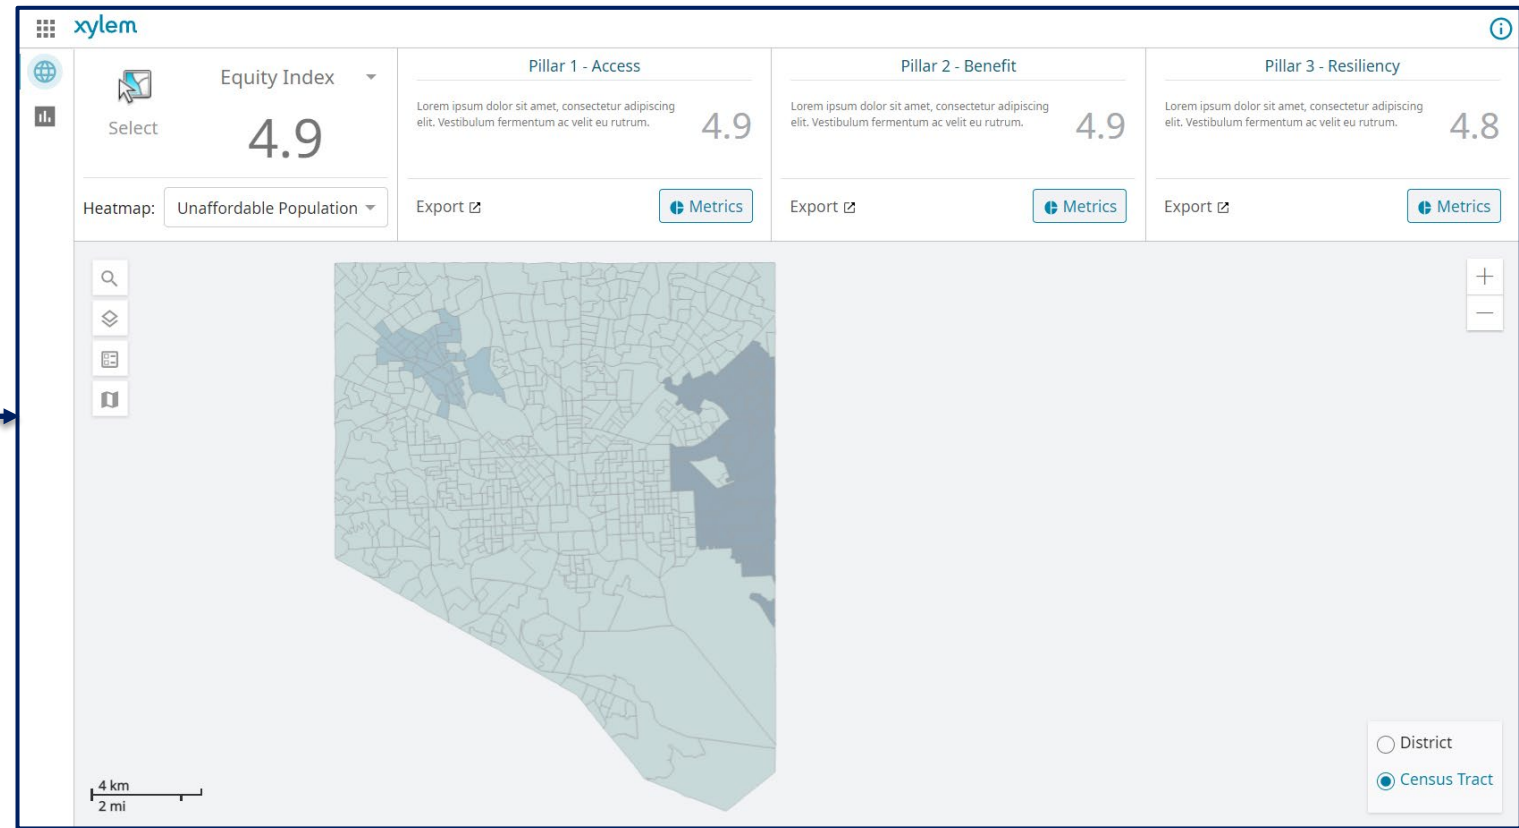 xylem
Select
Equity Index
4.9
Heatmap:
Unaffordable Population
Pillar 1 - Access
Lorem ipsum dolor sit amet, consectetur adipiscing
elit. Vestibulum fermentum ac velit eu rutrum.
4.9
Export
Metrics
Pillar 2 - Benefit
Lorem ipsum dolor sit amet, consectetur adipiscing
elit. Vestibulum fermentum ac velit eu rutrum.
4.9
Export
Metrics
Pillar 3 - Resiliency
Lorem ipsum dolor sit amet, consectetur adipiscing
elit. Vestibulum fermentum ac velit eu rutrum.
4.8
Export
Metrics
4 km
2 mi
District
Census Tract